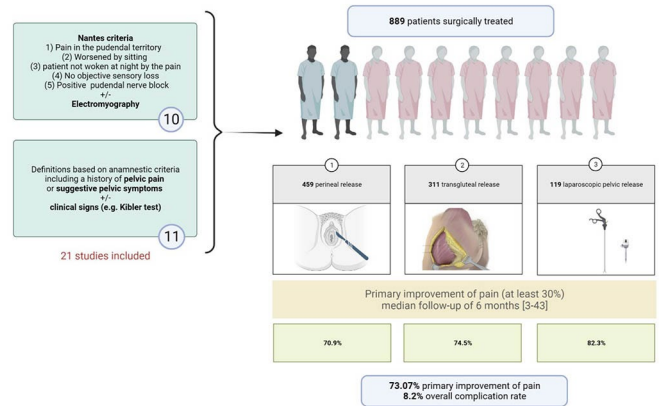 889 patients surgically treated
Nantes criteria
1) Pain in the pudendal territory
(2) Worsened by sitting
(3) patient not woken at night by the pain
(4) No objective sensory loss
(5) Positive pudendal nerve block
+/-
Electromyography
10
Definitions based on anamnestic criteria
including a history of pelvic pain
or suggestive pelvic symptoms
+/-
clinical signs (e.g. Kibler test)
11
21 studies included
1
2
3
459 perineal release
311 transgluteal release
119 laparoscopic pelvic release
Primary improvement of pain (at least 30%)
median follow-up of 6 months [3-43]
70.9%
74.5%
82.3%
73.07% primary improvement of pain
8.2% overall complication rate